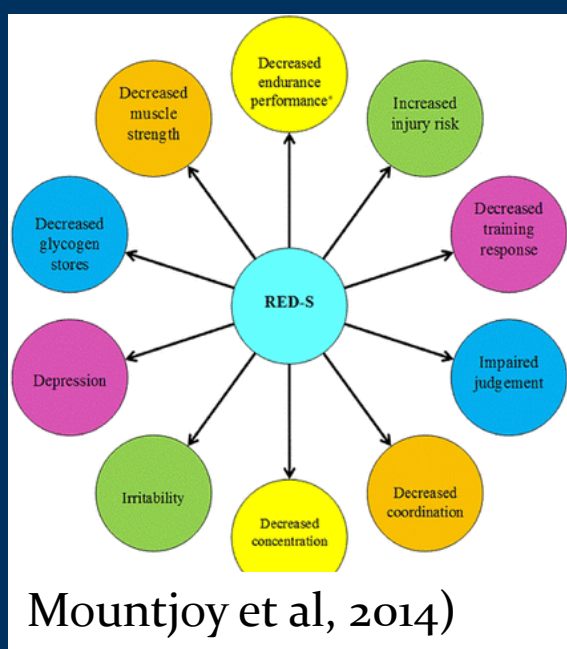 Decreased
endurance
performance*
Increased
injury risk
Decreased
training
response
Impaired
judgement
Decreased
coordination
Decreased
concentration
Irritability
Depression
Decreased
glycogen
stores
Decreased
muscle
strength
RED-S
Mountjoy et al, 2014)